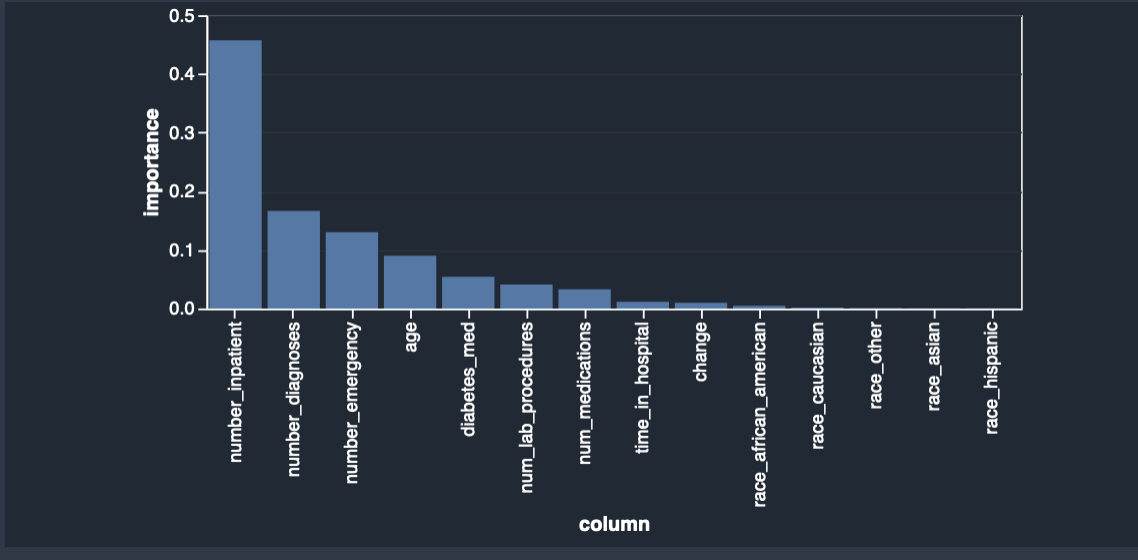 0.5
0.4
0.3
0.2
0.1
0.0
importance
number_inpatient
number_diagnoses
number_emergency
age
diabetes_med
num_lab_procedures
num_medications
time_in_hospital
change
race_african_american
race_caucasian
race_other
race_asian
race_hispanic
column